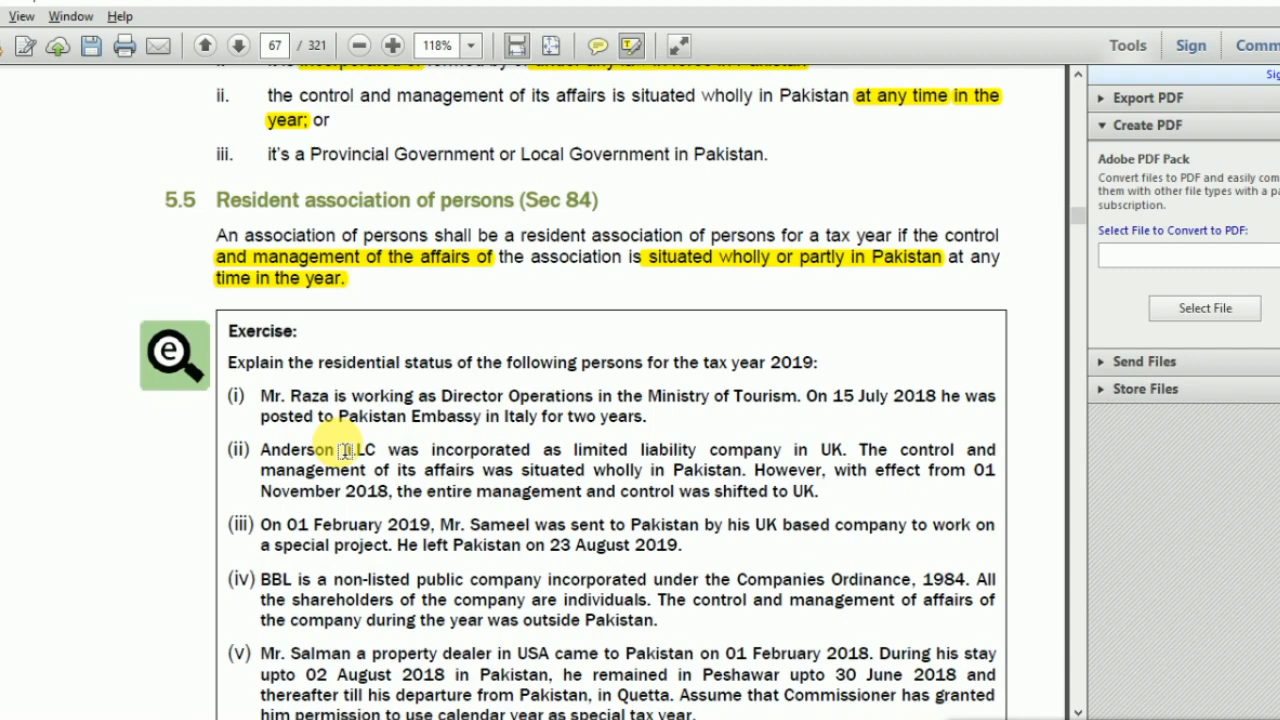 View Window Help
67 / 321 118% Tools Sign Comm
ii. the control and management of its affairs is situated wholly in Pakistan at any time in the
year; or
iii. it's a Provincial Government or Local Government in Pakistan.
5.5 Resident association of persons (Sec 84)
An association of persons shall be a resident association of persons for a tax year if the control
and management of the affairs of the association is situated wholly or partly in Pakistan at any
time in the year.
Exercise:
Explain the residential status of the following persons for the tax year 2019:
(i) Mr. Raza is working as Director Operations in the Ministry of Tourism. On 15 July 2018 he was
posted to Pakistan Embassy in Italy for two years.
(ii) Anderson LLC was incorporated as limited liability company in UK. The control and
management of its affairs was situated wholly in Pakistan. However, with effect from 01
November 2018, the entire management and control was shifted to UK.
(iii) On 01 February 2019, Mr. Sameel was sent to Pakistan by his UK based company to work on
a special project. He left Pakistan on 23 August 2019.
(iv) BBL is a non-listed public company incorporated under the Companies Ordinance, 1984. All
the shareholders of the company are individuals. The control and management of affairs of
the company during the year was outside Pakistan.
(v) Mr. Salman a property dealer in USA came to Pakistan on 01 February 2018. During his stay
upto 02 August 2018 in Pakistan, he remained in Peshawar upto 30 June 2018 and
thereafter till his departure from Pakistan, in Quetta. Assume that Commissioner has granted
him permission to use calendar year as special tax year.
Sig
Export PDF
Create PDF
Adobe PDF Pack
Convert files to PDF and easily com
them with other file types with a pa
subscription.
Select File to Convert to PDF:
Select File
Send Files
Store Files